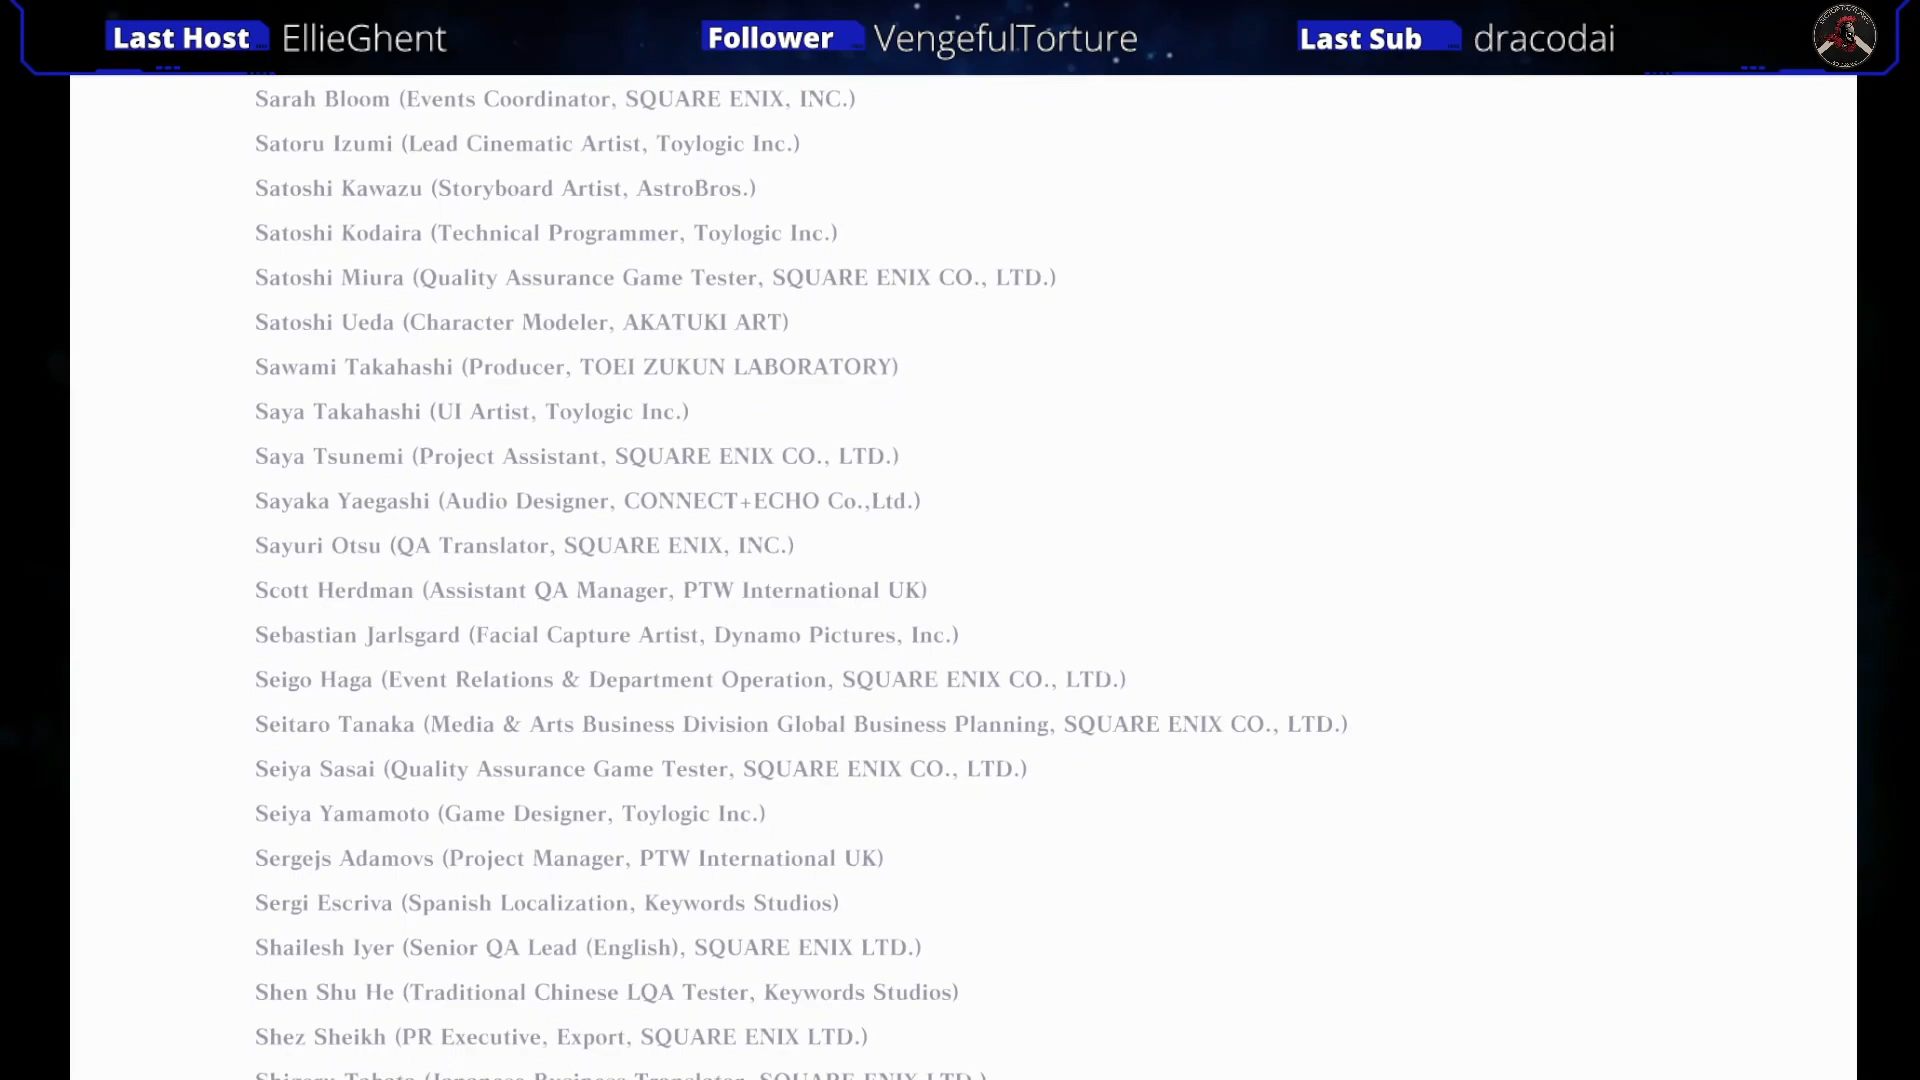 Last Host EllieGhent Follower VengefulTorture Last Sub dracodai
Sarah Bloom (Events Coordinator, SQUARE ENIX, INC.)
Satoru Izumi (Lead Cinematic Artist, Toylogic Inc.)
Satoshi Kawazu (Storyboard Artist, AstroBros.)
Satoshi Kodaira (Technical Programmer, Toylogic Inc.)
Satoshi Miura (Quality Assurance Game Tester, SQUARE ENIX CO., LTD.)
Satoshi Ueda (Character Modeler, AKATUKI ART)
Sawami Takahashi (Producer, TOEI ZUKUN LABORATORY)
Saya Takahashi (UI Artist, Toylogic Inc.)
Saya Tsunemi (Project Assistant, SQUARE ENIX CO., LTD.)
Sayaka Yaegashi (Audio Designer, CONNECT+ECHO Co.,Ltd.)
Sayuri Otsu (QA Translator, SQUARE ENIX, INC.)
Scott Herdman (Assistant QA Manager, PTW International UK)
Sebastian Jarlsgard (Facial Capture Artist, Dynamo Pictures, Inc.)
Seigo Haga (Event Relations & Department Operation, SQUARE ENIX CO., LTD.)
Seitaro Tanaka (Media & Arts Business Division Global Business Planning, SQUARE ENIX CO., LTD.)
Seiya Sasai (Quality Assurance Game Tester, SQUARE ENIX CO., LTD.)
Seiya Yamamoto (Game Designer, Toylogic Inc.)
Sergejs Adamovs (Project Manager, PTW International UK)
Sergi Escriva (Spanish Localization, Keywords Studios)
Shailesh Iyer (Senior QA Lead (English), SQUARE ENIX LTD.)
Shen Shu He (Traditional Chinese LQA Tester, Keywords Studios)
Shez Sheikh (PR Executive, Export, SQUARE ENIX LTD.)
Shigeru Tabata (Japanese Business Translator, SQUARE ENIX LTD.)